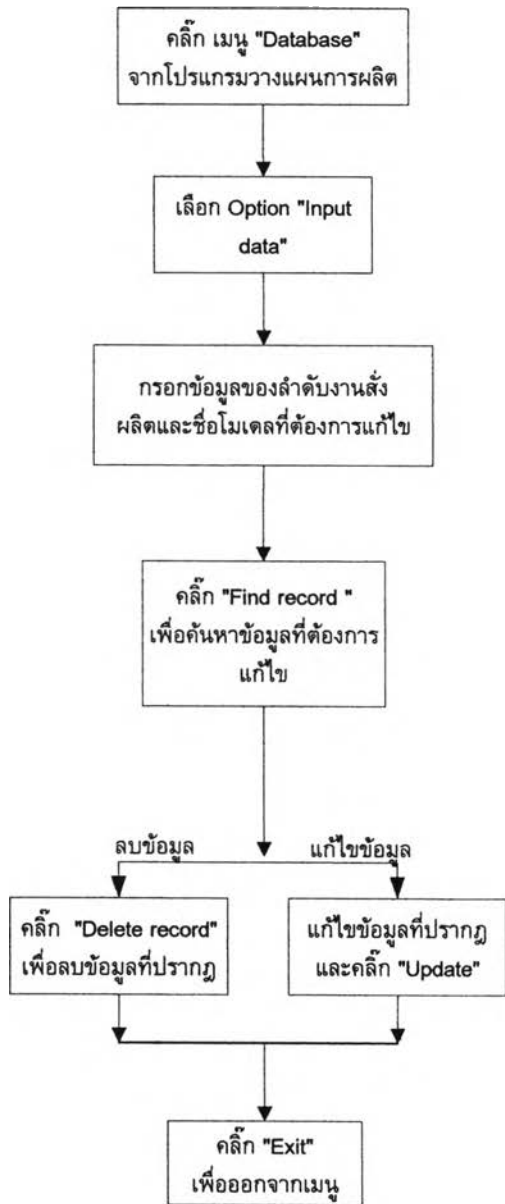 คลิ๊ก เมนู "Database"
จากโปรแกรมวางแผนการผลิต
เลือก Option "Input
data"
กรอกข้อมูลของลำดับงานสั่ง
ผลิตและชื่อโมเดลที่ต้องการแก้ไข
คลิ๊ก "Find record "
เพื่อค้นหาข้อมูลที่ต้องการ
แก้ไข
ลบข้อมูล
แก้ไขข้อมูล
คลิ๊ก "Delete record"
เพื่อลบข้อมูลที่ปรากฏ
แก้ไขข้อมูลที่ปรากฏ
และคลิ๊ก "Update"
คลิ๊ก "Exit"
เพื่อออกจากเมนู